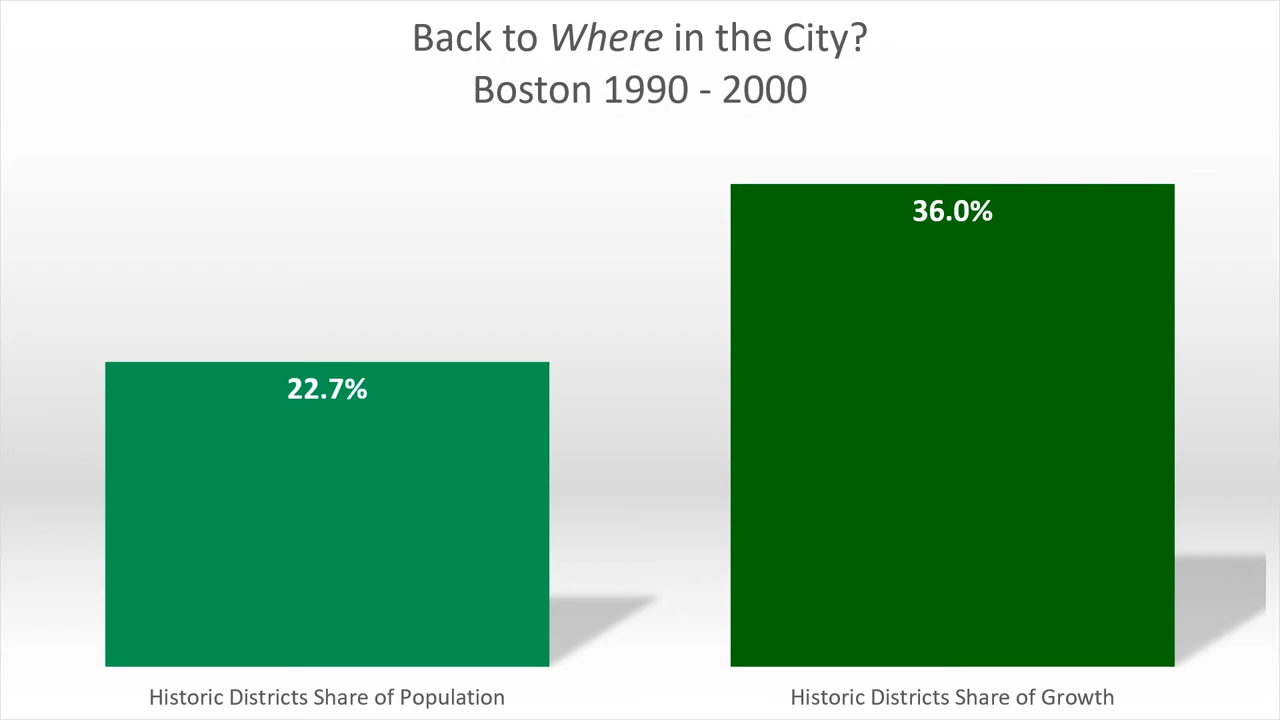 Back to Where in the City?
Boston 1990 - 2000
36.0%
22.7%
Historic Districts Share of Population
Historic Districts Share of Growth